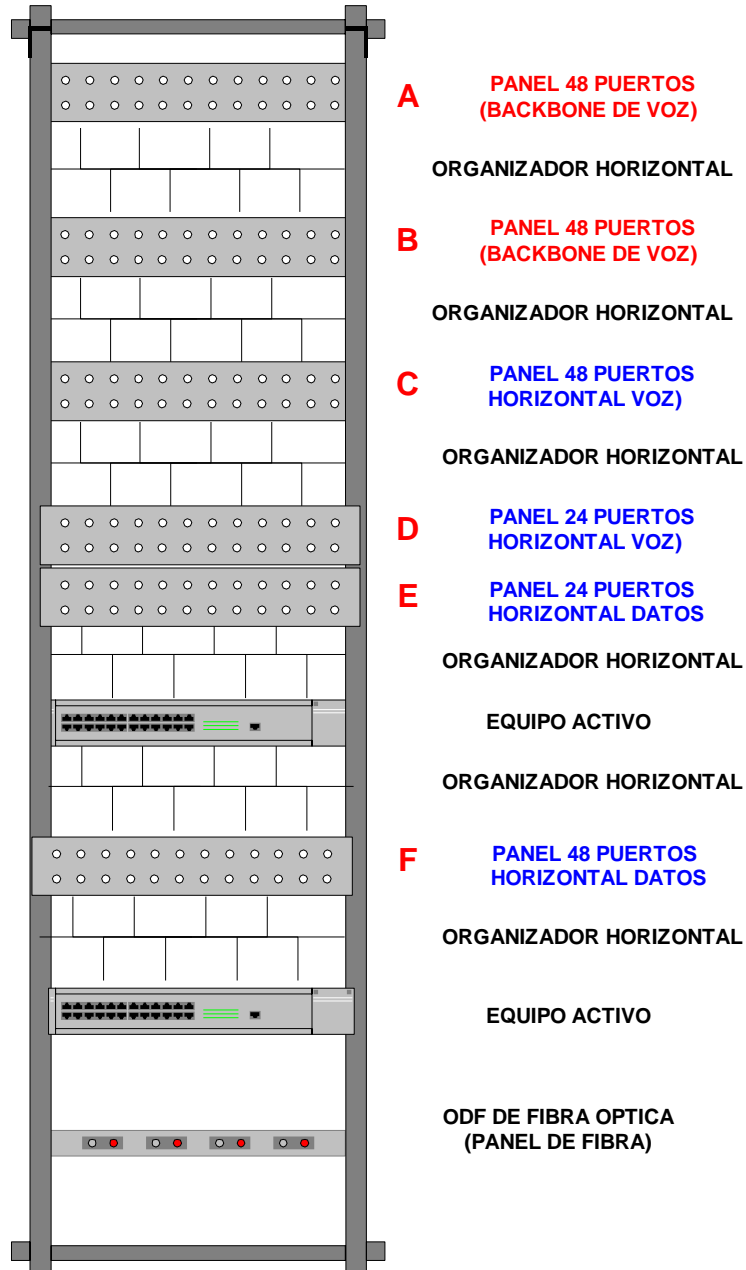 A
PANEL 48 PUERTOS
(BACKBONE DE VOZ)
ORGANIZADOR HORIZONTAL
B
PANEL 48 PUERTOS
(BACKBONE DE VOZ)
ORGANIZADOR HORIZONTAL
C
PANEL 48 PUERTOS
HORIZONTAL VOZ)
ORGANIZADOR HORIZONTAL
D
PANEL 24 PUERTOS
HORIZONTAL VOZ)
E
PANEL 24 PUERTOS
HORIZONTAL DATOS
ORGANIZADOR HORIZONTAL
EQUIPO ACTIVO
ORGANIZADOR HORIZONTAL
F
PANEL 48 PUERTOS
HORIZONTAL DATOS
ORGANIZADOR HORIZONTAL
EQUIPO ACTIVO
ODF DE FIBRA OPTICA
(PANEL DE FIBRA)